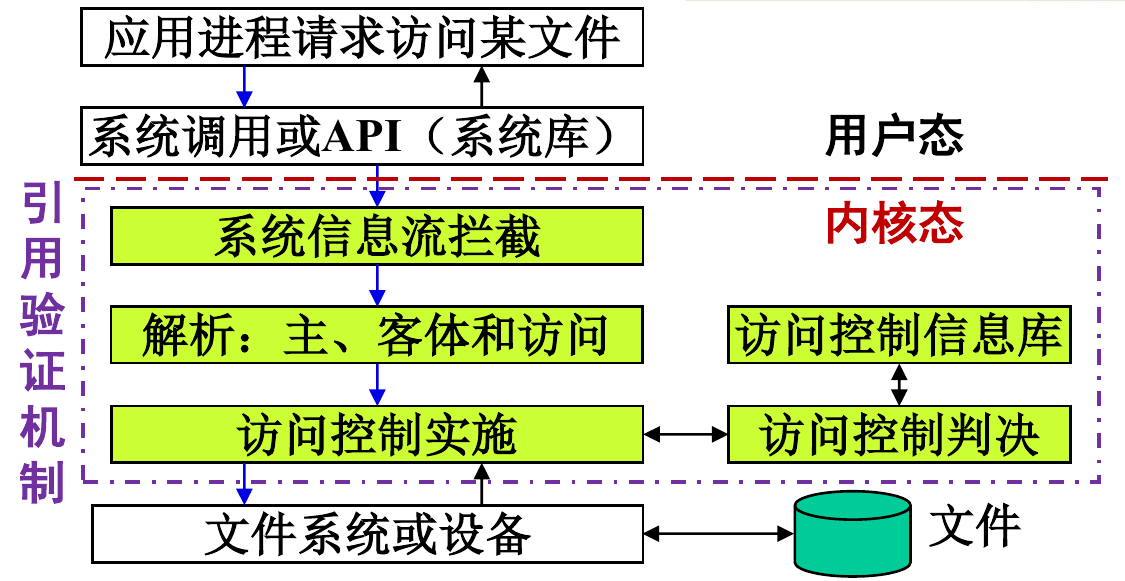 应用进程请求访问某文件
系统调用或API（系统库）
用户态
引用验证机制
内核态
系统信息流拦截
解析：主、客体和访问
访问控制信息库
访问控制实施
访问控制判决
文件系统或设备
文件